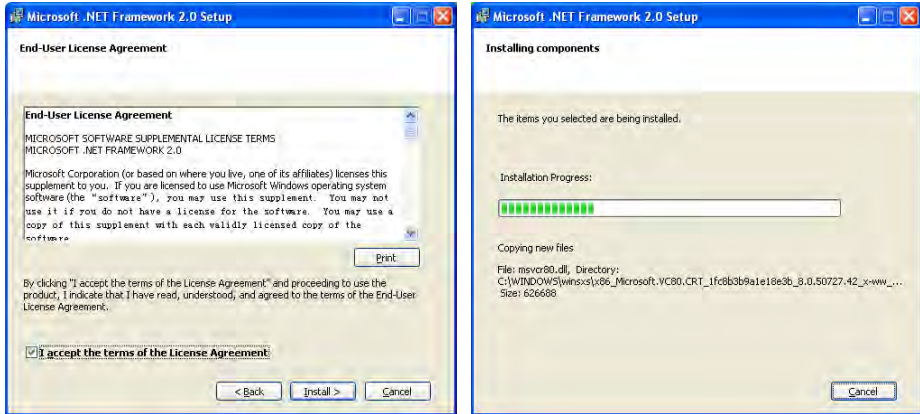 Microsoft .NET Framework 2.0 Setup
End-User License Agreement
End-User License Agreement
MICROSOFT SOFTWARE SUPPLEMENTAL LICENSE TERMS
MICROSOFT .NET FRAMEWORK 2.0
Microsoft Corporation (or based on where you live, one of its affiliates) licenses this
supplement to you.  If you are licensed to use Microsoft Windows operating system
software (the "software"), you may use this supplement.  You may not
use it if you do not have a license for the software.  You may use a
copy of this supplement with each validly licensed copy of the
software.
Print
By clicking "I accept the terms of the License Agreement" and proceeding to use the
product, I indicate that I have read, understood, and agreed to the terms of the End-User
License Agreement.
I accept the terms of the License Agreement
< Back
Install >
Cancel
Microsoft .NET Framework 2.0 Setup
Installing components
The items you selected are being installed.
Installation Progress:
Copying new files
File: msvcr80.dll, Directory:
C:\WINDOWS\winsxs\x86_Microsoft.VC80.CRT_1fc8b3b9a1e18e3b_8.0.50727.42_x-ww_...
Size: 626688
Cancel